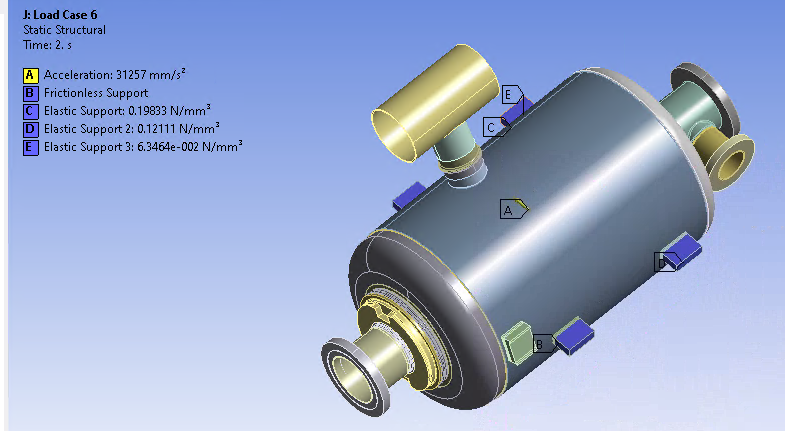 J: Load Case 6
Static Structural
Time: 2. s
A Acceleration: 31257 mm/s²
B Frictionless Support
C Elastic Support: 0.19833 N/mm³
D Elastic Support 2: 0.12111 N/mm³
E Elastic Support 3: 6.3464e-002 N/mm³
E
C
A
D
B